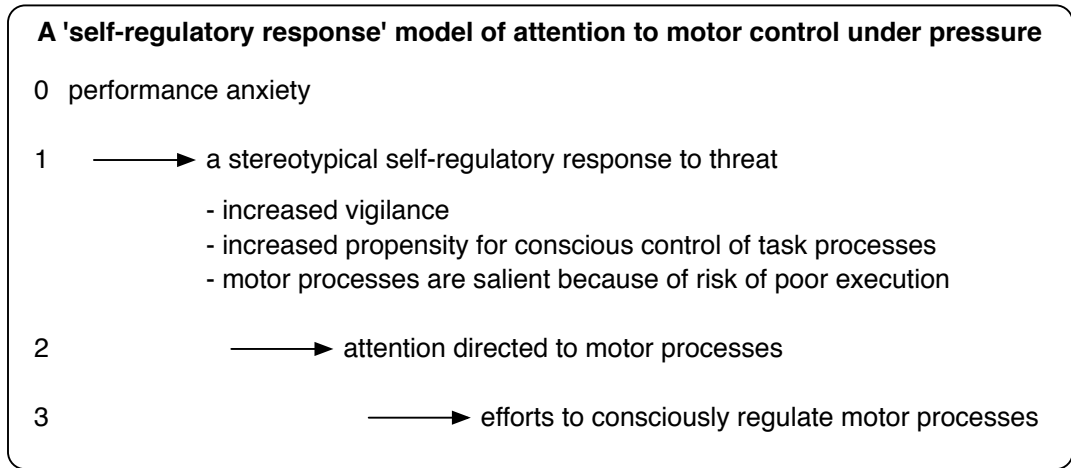 A 'self-regulatory response' model of attention to motor control under pressure
0 performance anxiety
1 a stereotypical self-regulatory response to threat
- increased vigilance
- increased propensity for conscious control of task processes
- motor processes are salient because of risk of poor execution
2 attention directed to motor processes
3 efforts to consciously regulate motor processes